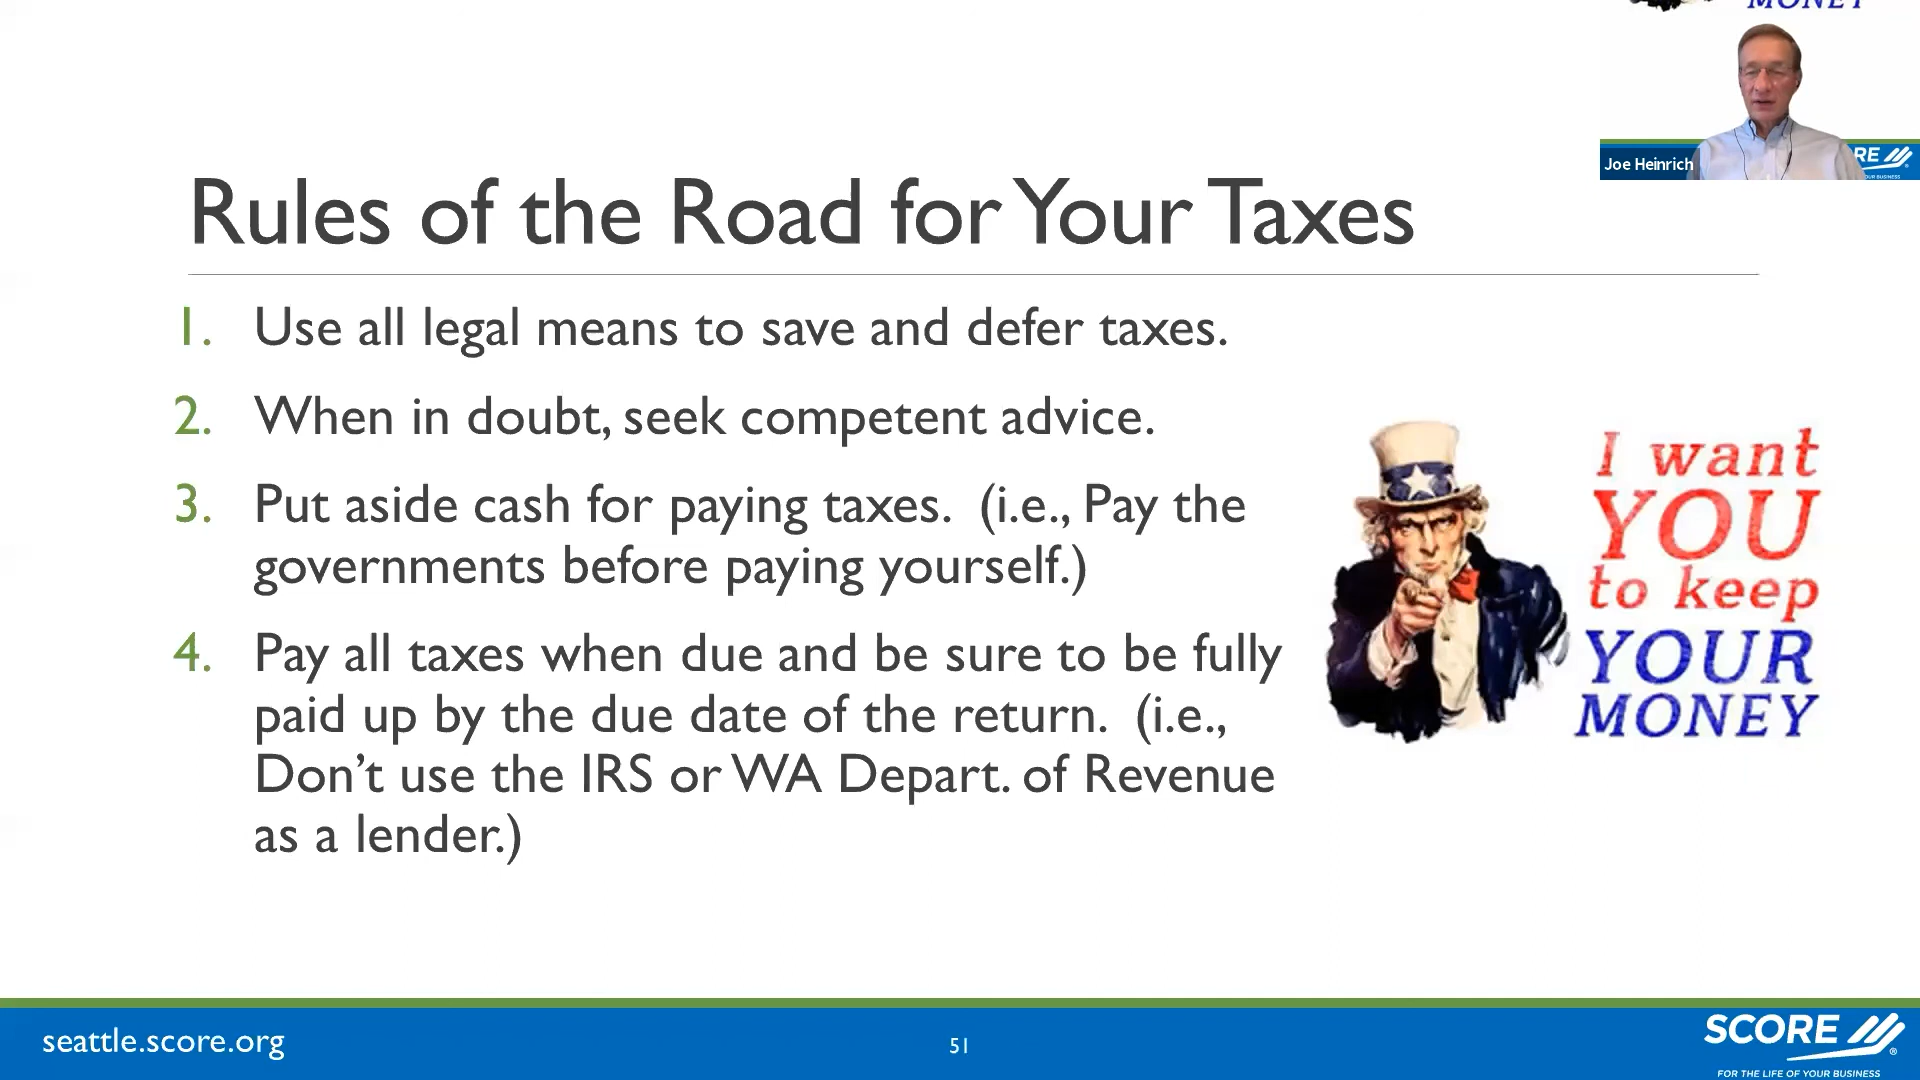 MONEY
Joe Heinrich
RE
Rules of the Road for Your Taxes
1. Use all legal means to save and defer taxes.
2. When in doubt, seek competent advice.
3. Put aside cash for paying taxes. (i.e., Pay the
governments before paying yourself.)
4. Pay all taxes when due and be sure to be fully
paid up by the due date of the return. (i.e.,
Don't use the IRS or WA Depart. of Revenue
as a lender.)
I want
YOU
to keep
YOUR
MONEY
seattle.score.org
51
SCORE
®
FOR THE LIFE OF YOUR BUSINESS